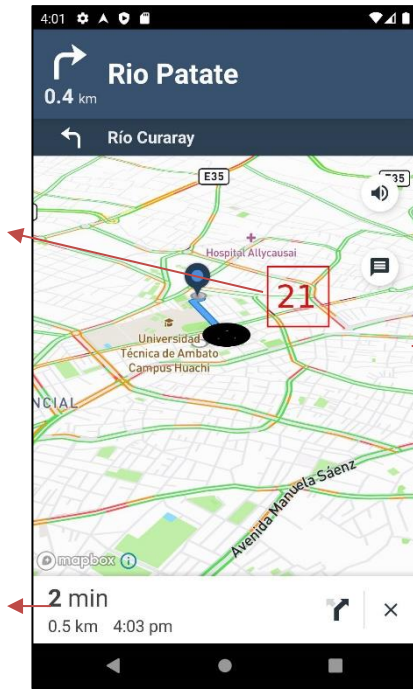 4:01
Rio Patate
0.4 km
Río Curaray
E35
E35
Hospital Allycausai
21
Universidad
Técnica de Ambato
Campus Huachi
NCIAL
Avenida Manuela Sáenz
mapbox
2 min
0.5 km 4:03 pm